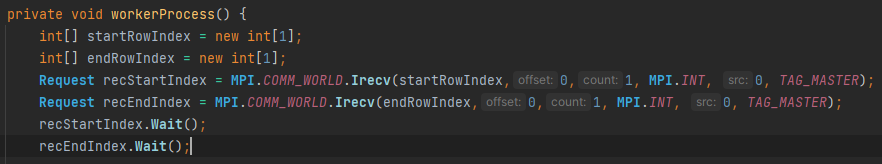 private void workerProcess() {
int[] startRowIndex = new int[1];
int[] endRowIndex = new int[1];
Request recStartIndex = MPI.COMM_WORLD.Irecv(startRowIndex, offset: 0, count: 1, MPI.INT, src: 0, TAG_MASTER);
Request recEndIndex = MPI.COMM_WORLD.Irecv(endRowIndex, offset: 0, count: 1, MPI.INT, src: 0, TAG_MASTER);
recStartIndex.Wait();
recEndIndex.Wait();